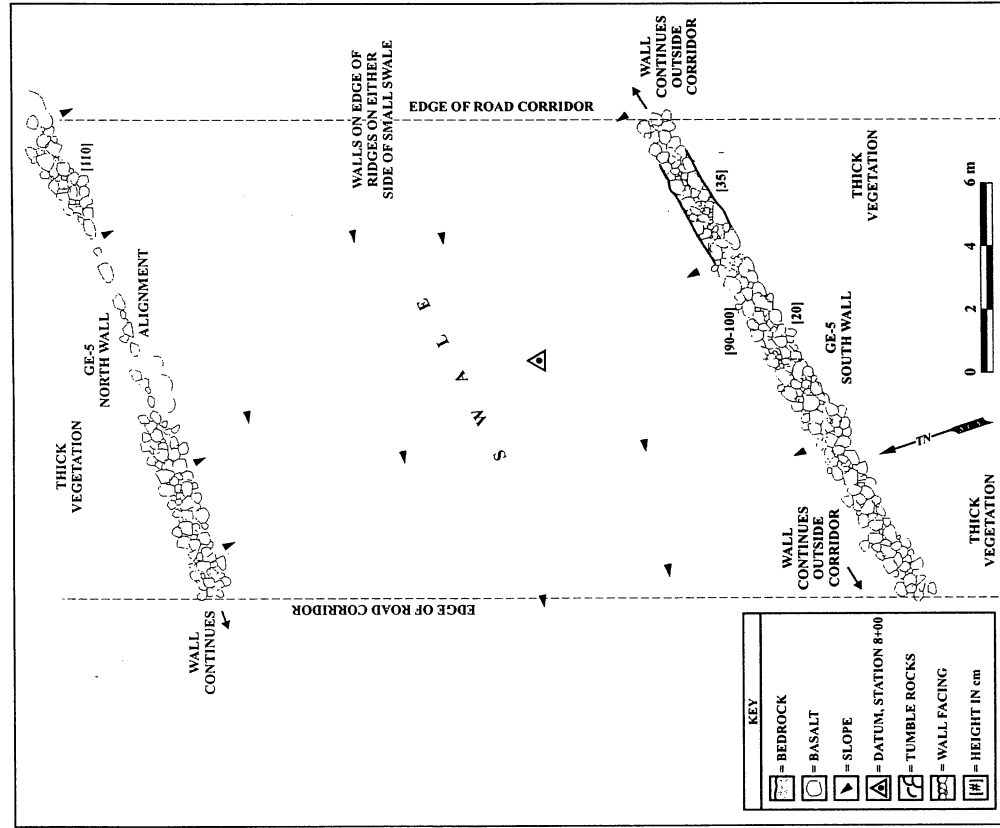 WALL
CONTINUES
OUTSIDE
CORRIDOR
WALLS ON EDGE OF
RIDGES ON EITHER
SIDE OF SMALL SWALE
EDGE OF ROAD CORRIDOR
[110]
[35]
THICK
VEGETATION
6 m
4
2
0
GE-5
NORTH WALL
ALIGNMENT
SWALE
[90-100]
[20]
GE-5
SOUTH WALL
THICK
VEGETATION
TN
WALL
CONTINUES
OUTSIDE
CORRIDOR
THICK
VEGETATION
EDGE OF ROAD CORRIDOR
WALL
CONTINUES
KEY
= BEDROCK
= BASALT
= SLOPE
= DATUM, STATION 8+00
= TUMBLE ROCKS
= WALL FACING
[#] = HEIGHT IN cm